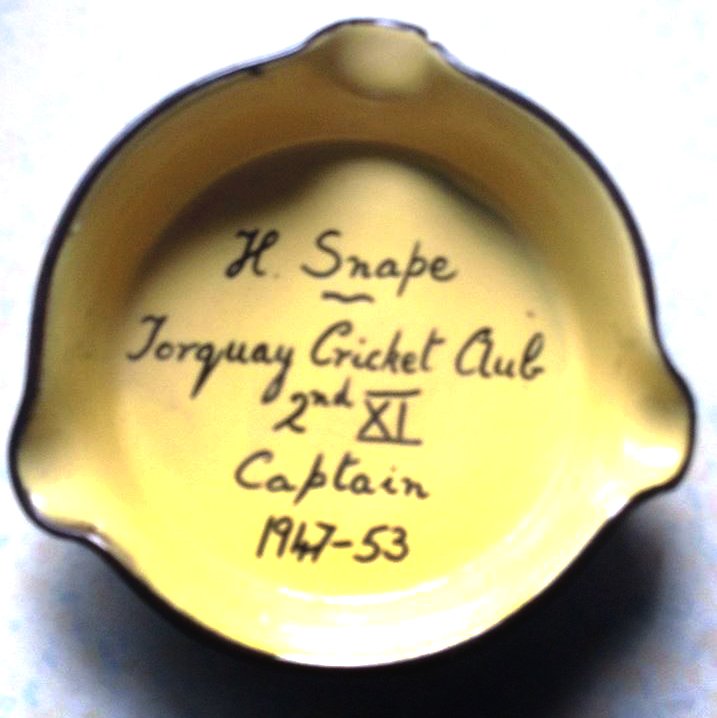 H. Snape
Torquay Cricket Club
2nd XI
Captain
1947-53